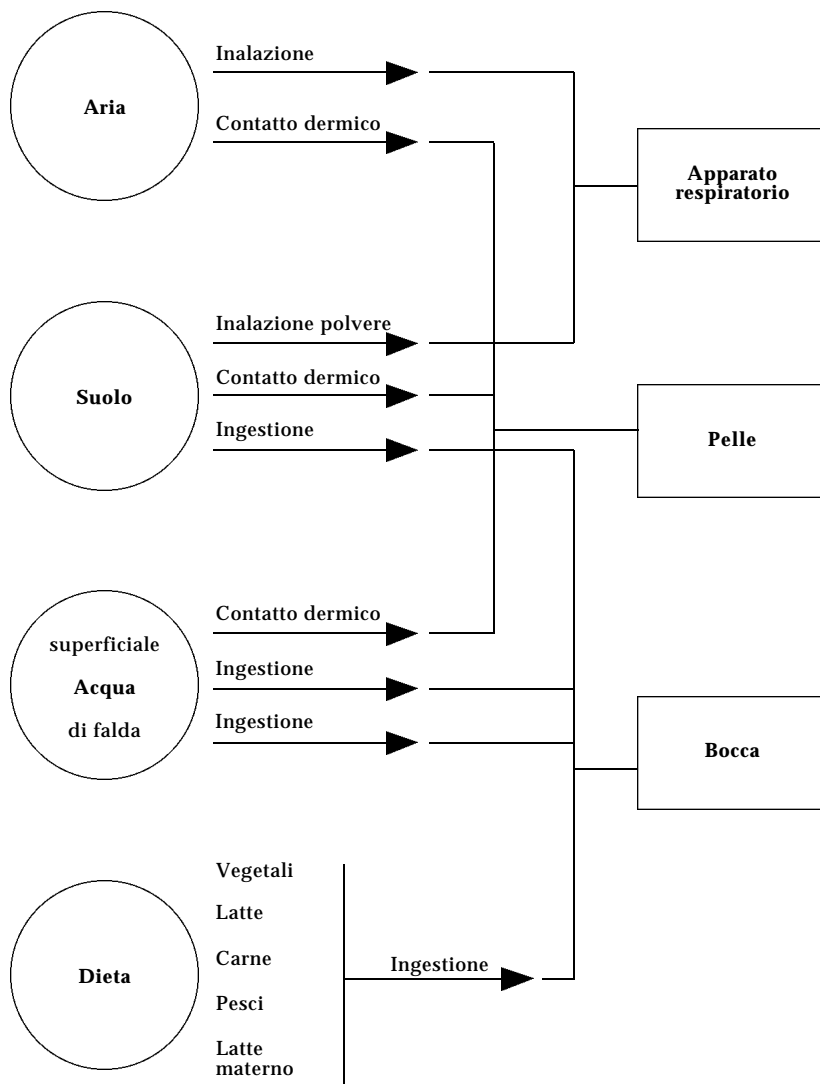 Inalazione
Aria
Contatto dermico
Apparato
respiratorio
Inalazione polvere
Contatto dermico
Suolo
Ingestione
Pelle
Contatto dermico
superficiale
Ingestione
Acqua
Ingestione
di falda
Bocca
Vegetali
Latte
Carne
Ingestione
Dieta
Pesci
Latte
materno